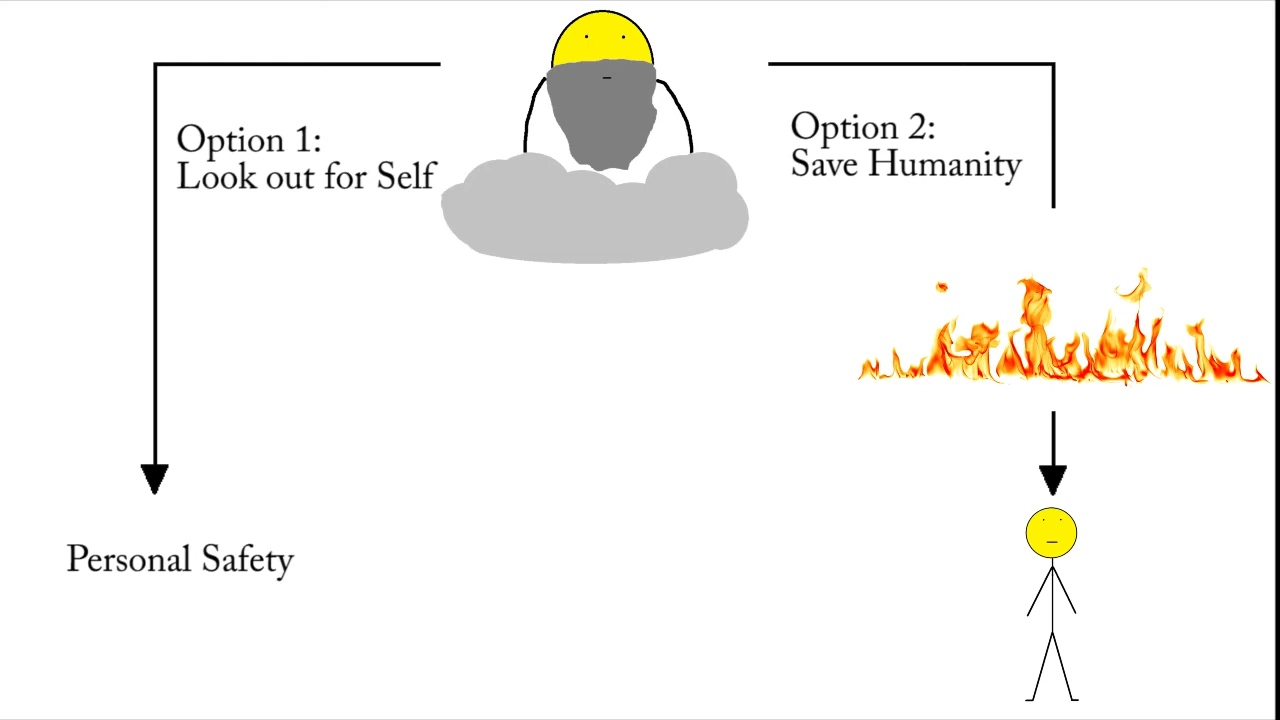 Option 1:
Look out for Self
Option 2:
Save Humanity
Personal Safety